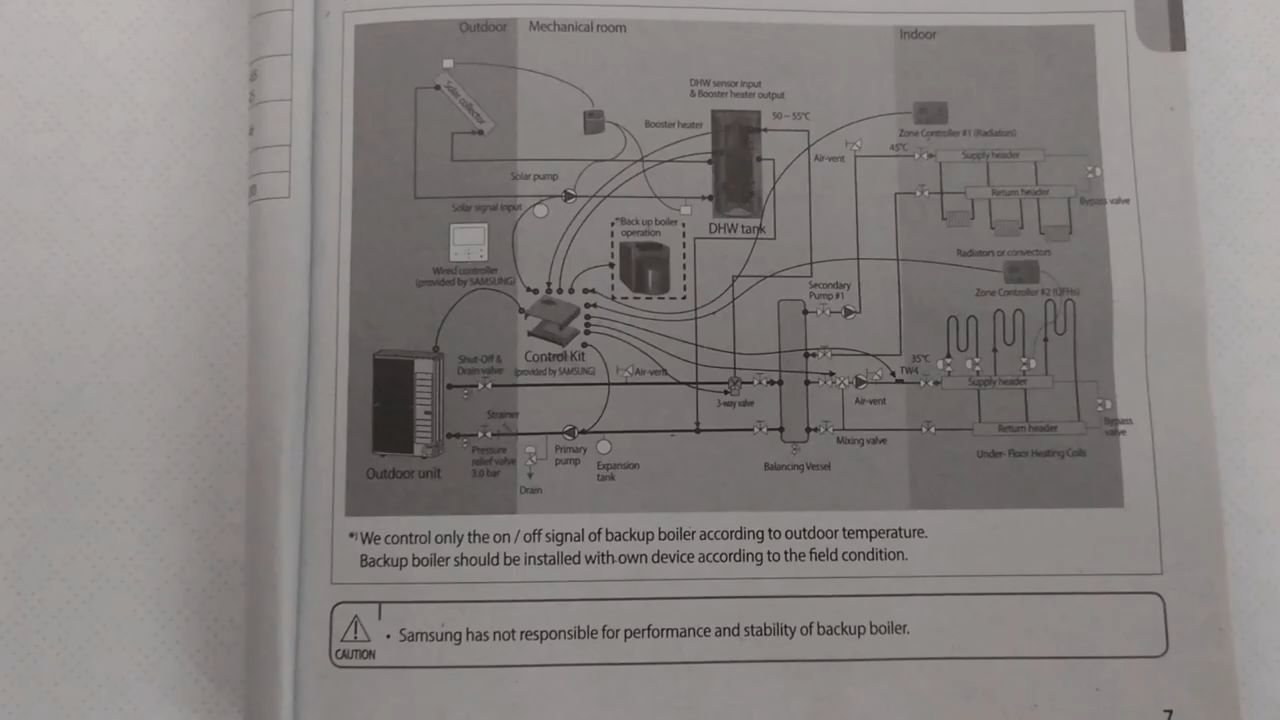 Outdoor
Mechanical room
Indoor
Solar collector
DHW sensor input
& Booster heater output
Booster heater
50 ~ 55℃
Zone Controller #1 (Radiators)
45℃
Air-vent
Supply header
Solar pump
Return header
Bypass valve
Solar signal input
*Back up boiler
operation
DHW tank
Radiators or convectors
Wired controller
(provided by SAMSUNG)
Zone Controller #2 (UFHs)
Secondary
Pump #1
Control Kit
(provided by SAMSUNG)
Shut-Off &
Drain valve
Air-vent
35℃
TW4
Supply header
3-way valve
Air-vent
Strainer
Bypass
valve
Return header
Mixing valve
Pressure
relief valve
3.0 bar
Primary
pump
Expansion
tank
Balancing Vessel
Under- Floor Heating Coils
Outdoor unit
Drain
*) We control only the on / off signal of backup boiler according to outdoor temperature.
Backup boiler should be installed with own device according to the field condition.
CAUTION
• Samsung has not responsible for performance and stability of backup boiler.